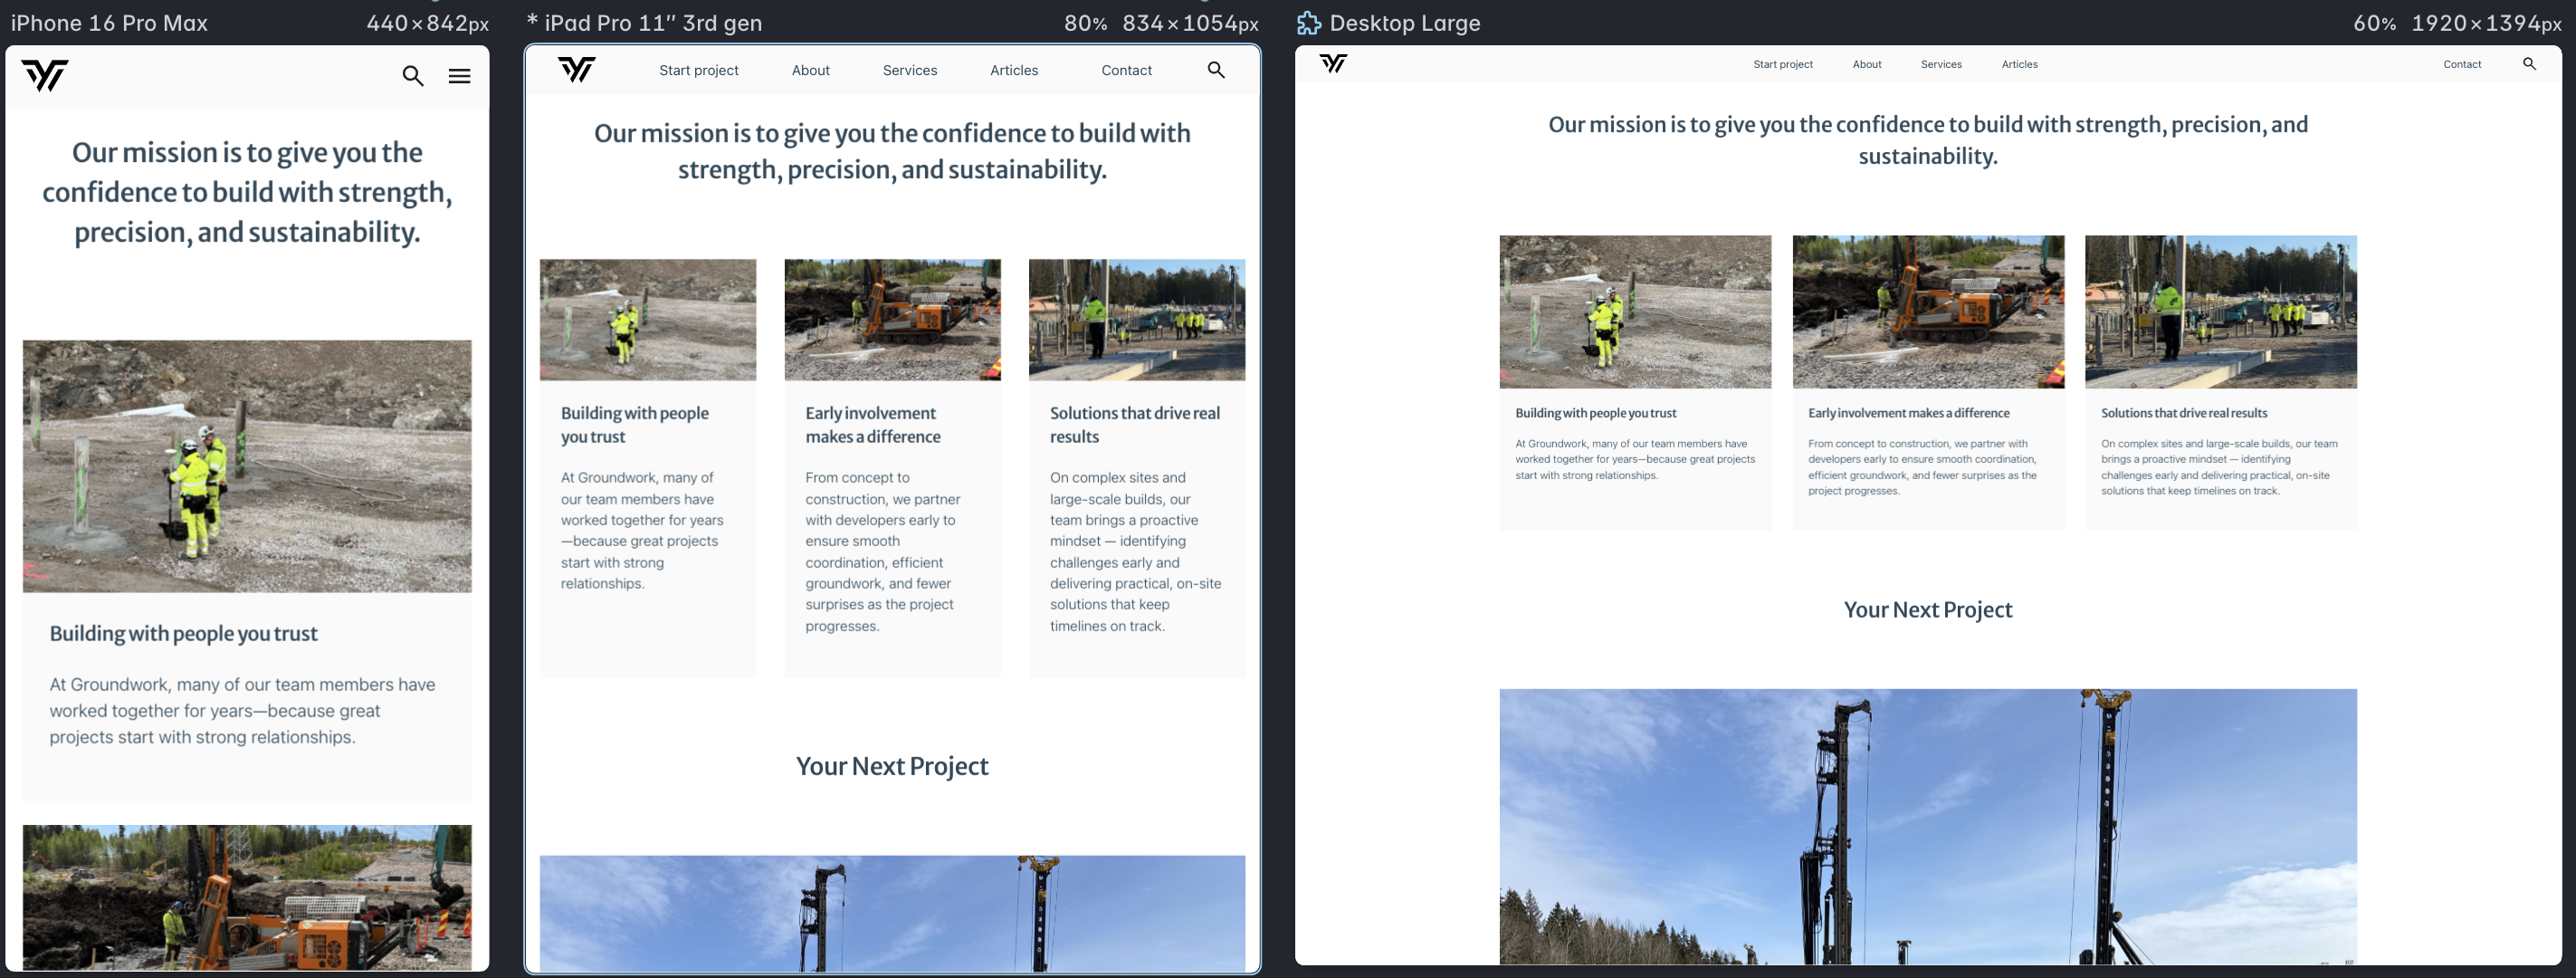 iPhone 16 Pro Max
440×842px
Our mission is to give you the
confidence to build with strength,
precision, and sustainability.
Building with people you trust
At Groundwork, many of our team members have
worked together for years—because great
projects start with strong relationships.
* iPad Pro 11″ 3rd gen
80% 834×1054px
Start project
About
Services
Articles
Contact
Our mission is to give you the confidence to build with
strength, precision, and sustainability.
Building with people
you trust
At Groundwork, many of
our team members have
worked together for years
—because great projects
start with strong
relationships.
Early involvement
makes a difference
From concept to
construction, we partner
with developers early to
ensure smooth
coordination, efficient
groundwork, and fewer
surprises as the project
progresses.
Solutions that drive real
results
On complex sites and
large-scale builds, our
team brings a proactive
mindset — identifying
challenges early and
delivering practical, on-site
solutions that keep
timelines on track.
Your Next Project
Desktop Large
60% 1920×1394px
Start project
About
Services
Articles
Contact
Our mission is to give you the confidence to build with strength, precision, and
sustainability.
Building with people you trust
At Groundwork, many of our team members have
worked together for years—because great projects
start with strong relationships.
Early involvement makes a difference
From concept to construction, we partner with
developers early to ensure smooth coordination,
efficient groundwork, and fewer surprises as the
project progresses.
Solutions that drive real results
On complex sites and large-scale builds, our team
brings a proactive mindset — identifying
challenges early and delivering practical, on-site
solutions that keep timelines on track.
Your Next Project